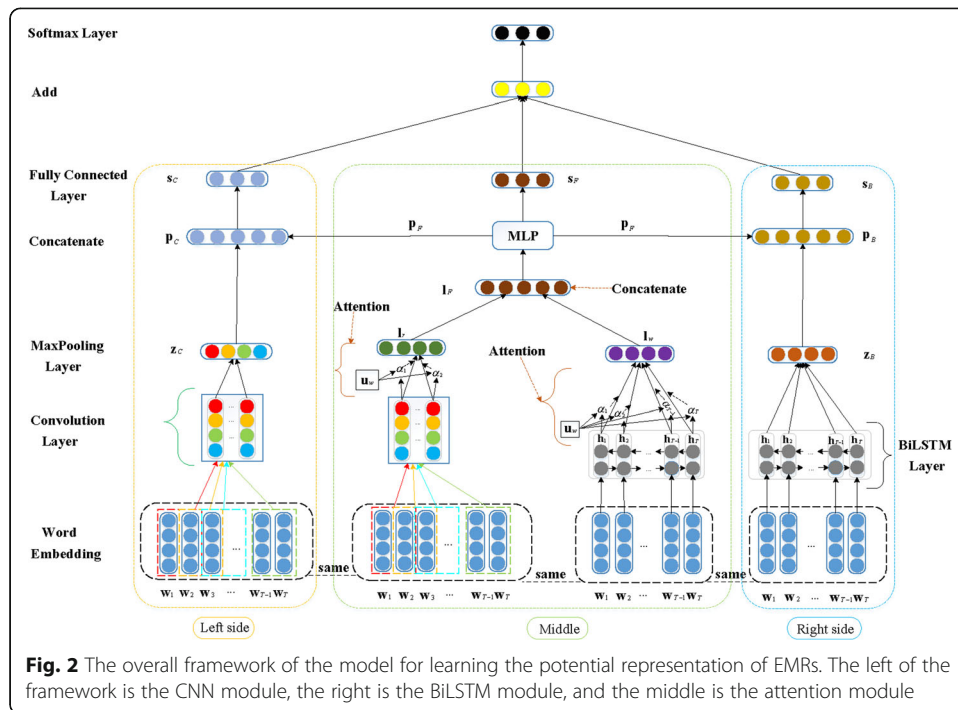 Softmax Layer
Add
Fully Connected Layer
s_C
s_F
s_B
Concatenate
p_C
p_F
MLP
p_F
p_B
l_F
Concatenate
Attention
l_r
l_w
MaxPooling Layer
z_C
Attention
z_B
u_w
α_1
α_2
Convolution Layer
...
...
u_w
α_1
α_2
α_T-1
α_T
h_1 h_2 ... h_T-1 h_T
h_1 h_2 ... h_T-1 h_T
BiLSTM Layer
Word Embedding
...
...
...
...
same
same
same
w_1 w_2 w_3 ... w_T-1 w_T
w_1 w_2 w_3 ... w_T-1 w_T
w_1 w_2 ... w_T-1 w_T
w_1 w_2 ... w_T-1 w_T
Left side
Middle
Right side
Fig. 2 The overall framework of the model for learning the potential representation of EMRs. The left of the
framework is the CNN module, the right is the BiLSTM module, and the middle is the attention module